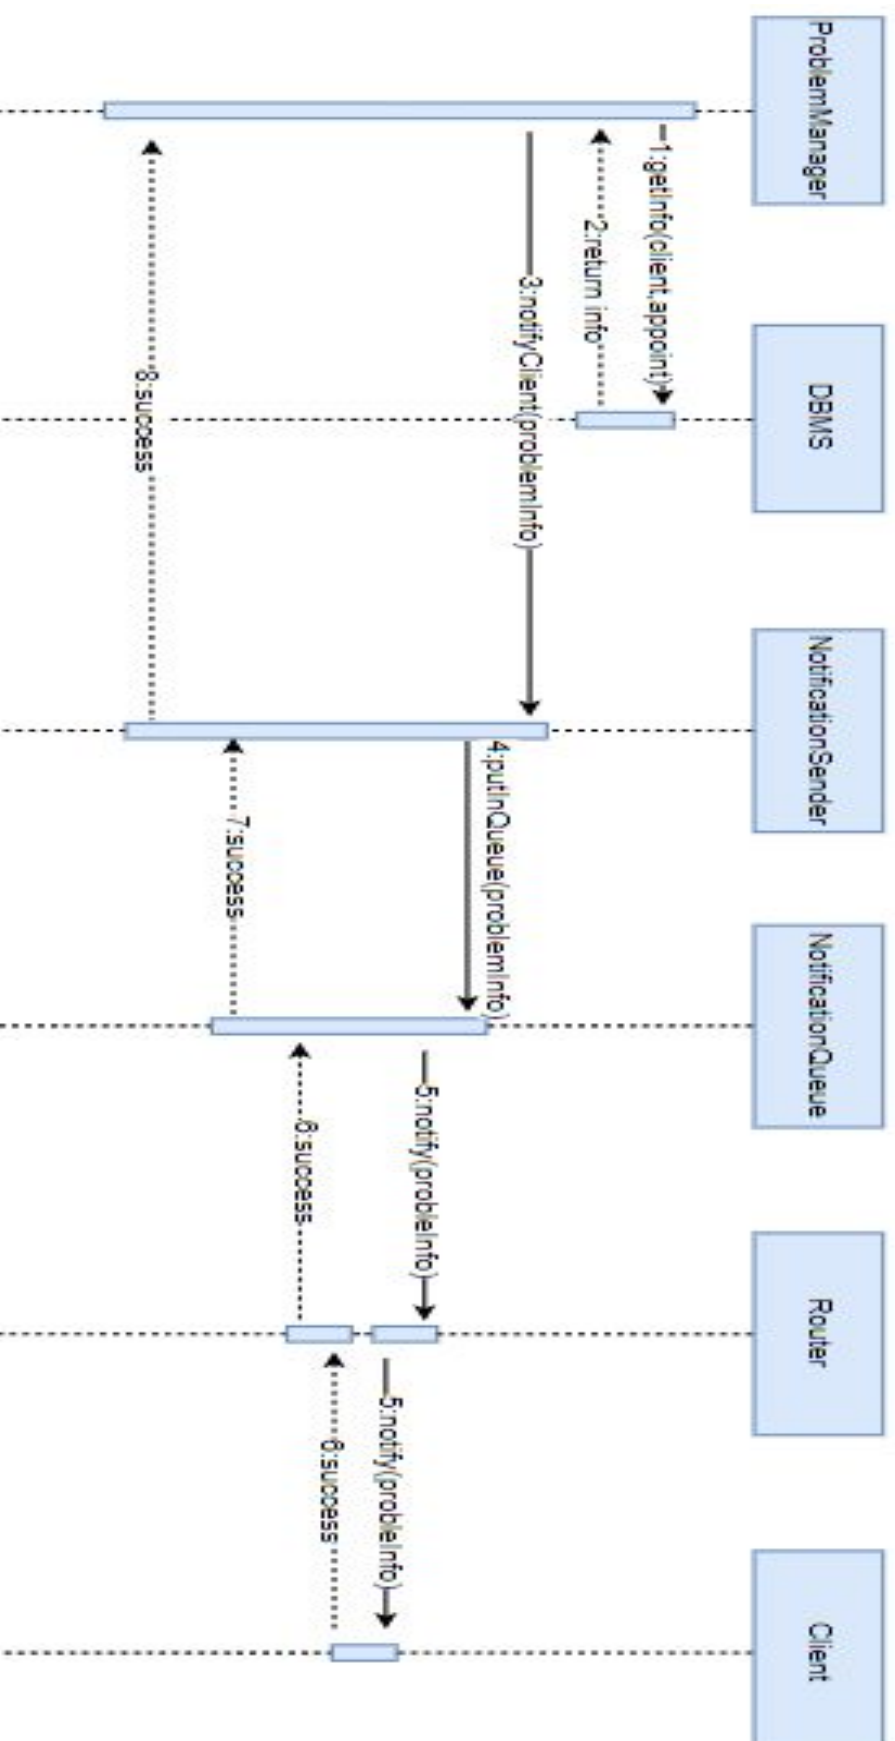 ProblemManager
DBMS
NotificationSender
NotificationQueue
Router
Client
1:getInfo(client,appoint)
2:return info
3:notifyClient(problemInfo)
4:putInQueue(problemInfo)
5:notify(probleInfo)
5:notify(probleInfo)
6:success
6:success
7:success
8:success